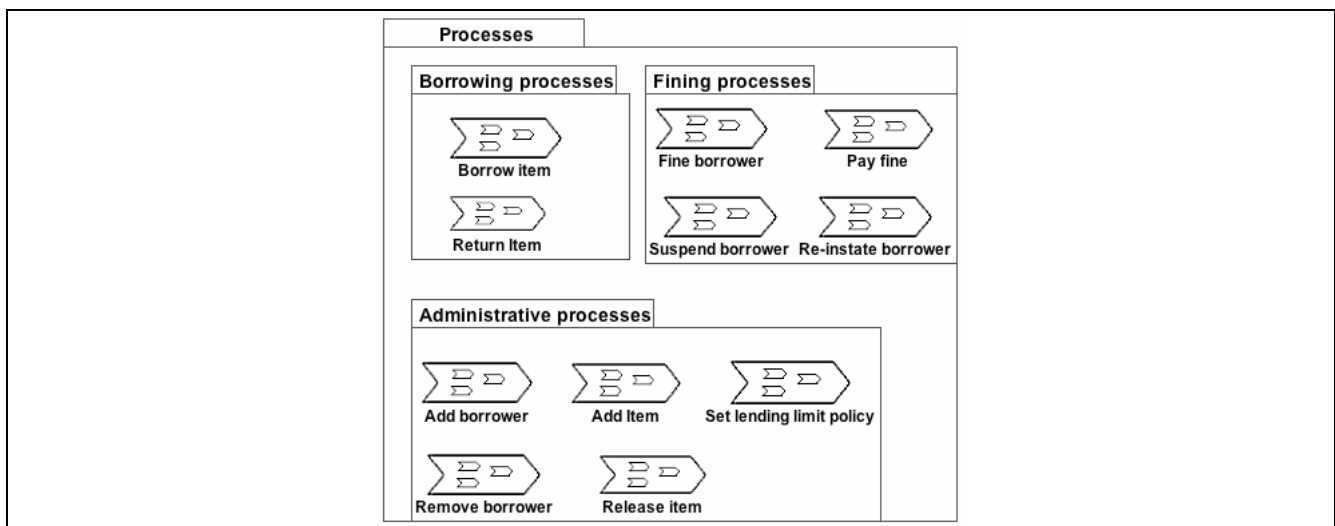 Processes
Borrowing processes
Fining processes
Borrow item
Fine borrower
Pay fine
Return Item
Suspend borrower
Re-instate borrower
Administrative processes
Add borrower
Add Item
Set lending limit policy
Remove borrower
Release item